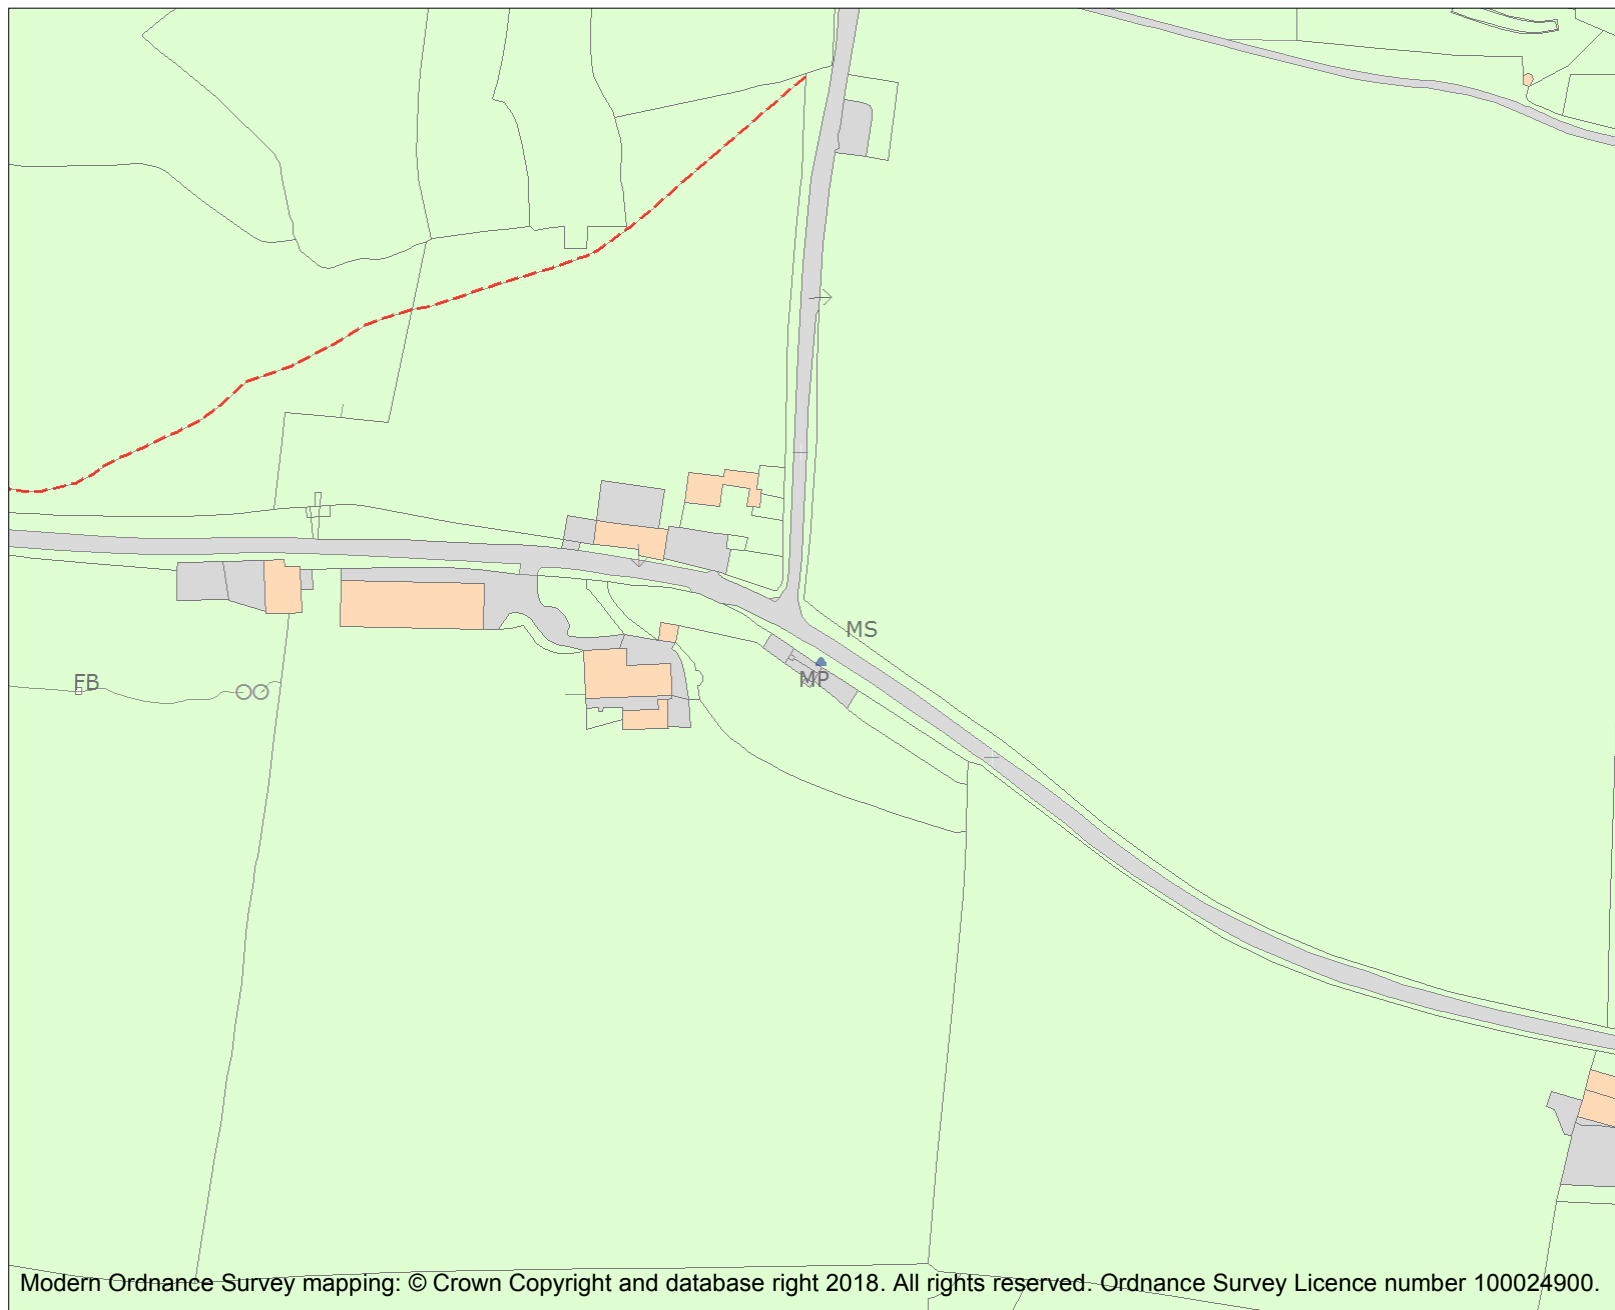 MS
MP
FB
Modern Ordnance Survey mapping: © Crown Copyright and database right 2018. All rights reserved. Ordnance Survey Licence number 100024900.